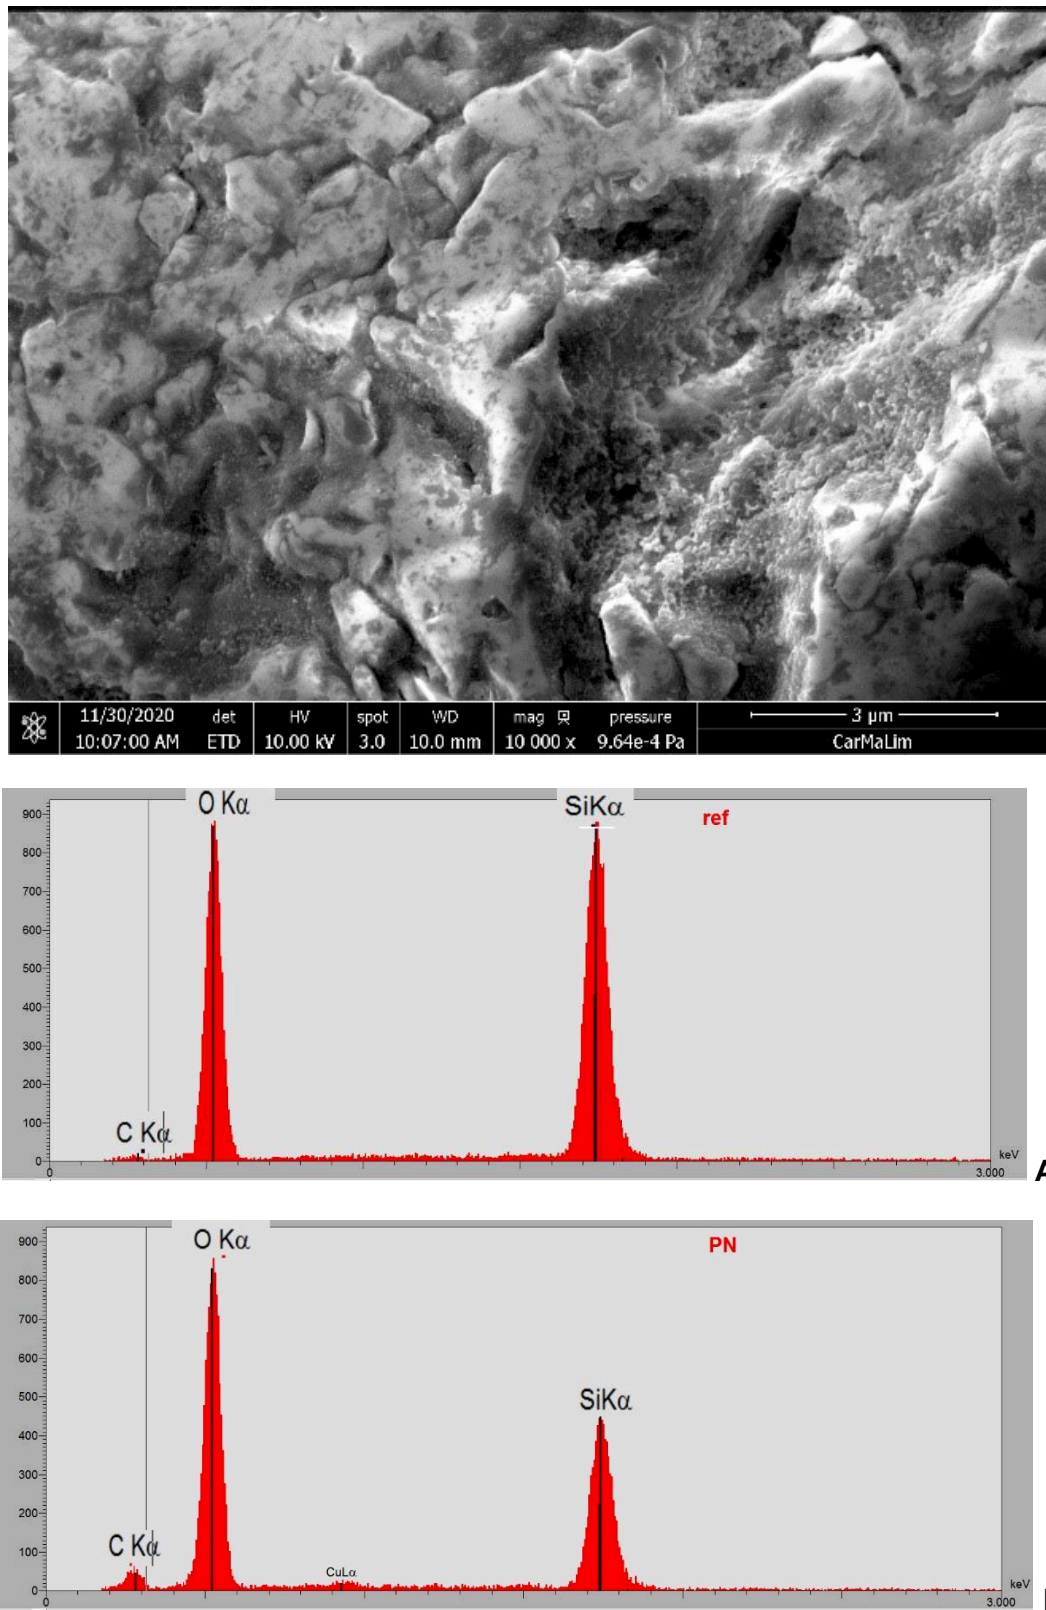 11/30/2020 det HV spot WD mag pressure 3 µm
10:07:00 AM ETD 10.00 kV 3.0 10.0 mm 10 000 x 9.64e-4 Pa CarMaLim
O Kα
SiKα
ref
900
800
700
600
500
400
300
200
C Kα
100
0
keV
0
3.000
A
O Kα
PN
900
800
700
600
500
SiKα
400
300
200
C Kα
100
CuLα
0
keV
0
3.000